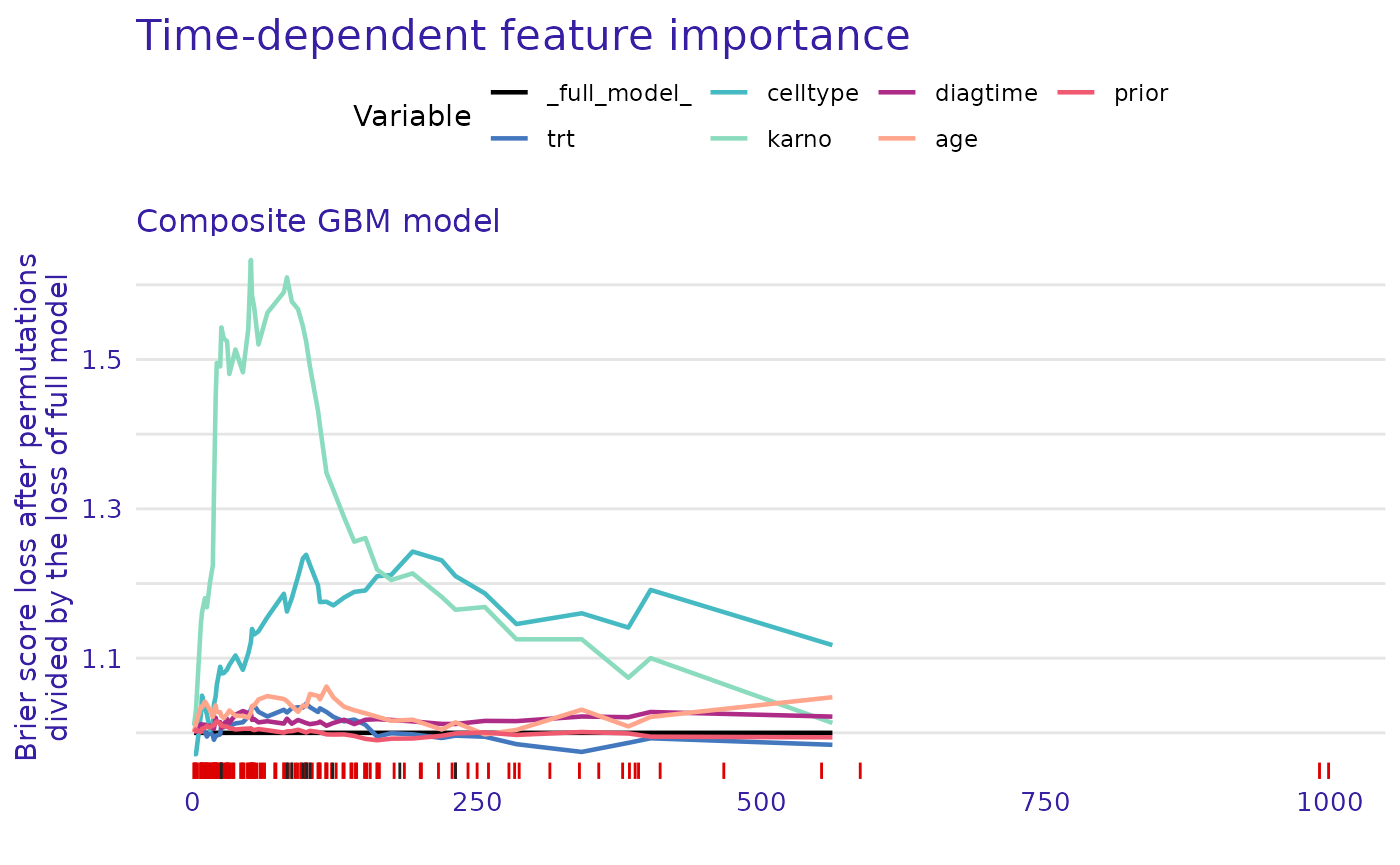 Time-dependent feature importance
Variable
_full_model_ celltype diagtime prior
trt karno age
Composite GBM model
Brier score loss after permutations
divided by the loss of full model
1.5
1.3
1.1
0 250 500 750 1000